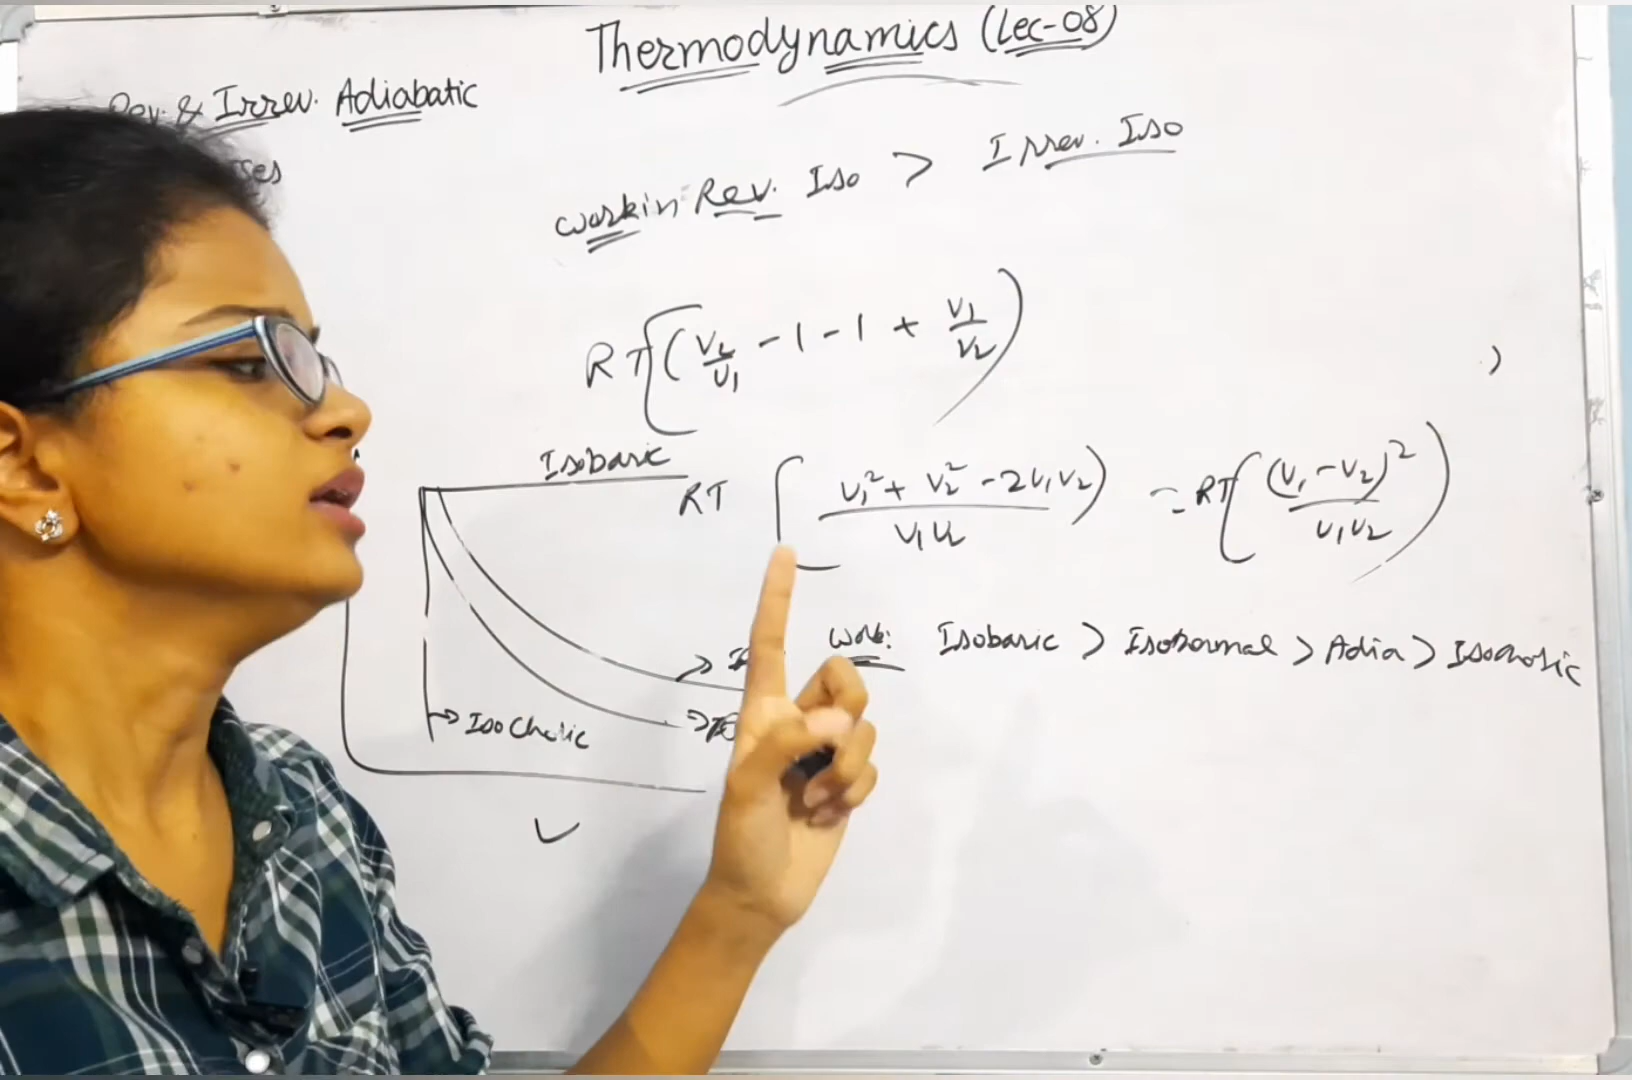 Thermodynamics (Lec-08)
Rev. & Irrev. Adiabatic
work in Rev. Iso > Irrev. Iso
RT[(V2/V1 - 1 - 1 + V1/V2)
Isobaric
RT [(V1² + V2² - 2V1V2)/V1V2) = RT[((V1 - V2)²/V1V2)
Work: Isobaric > Isothermal > Adia > Isochoric
IsoChoric